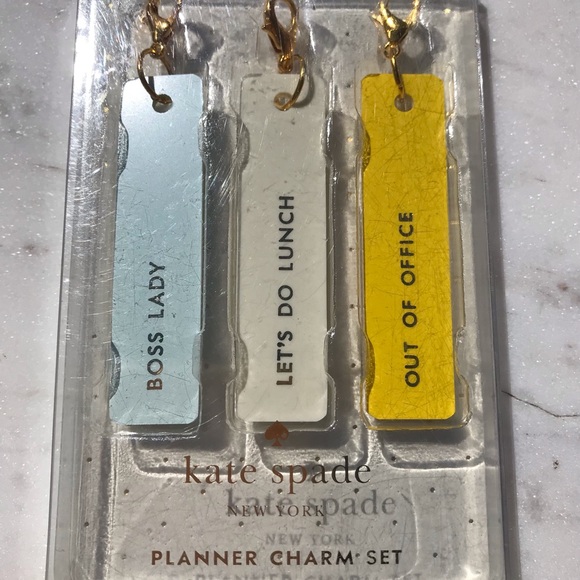 BOSS LADY
LET'S DO LUNCH
OUT OF OFFICE
kate spade
NEW YORK
PLANNER CHARM SET